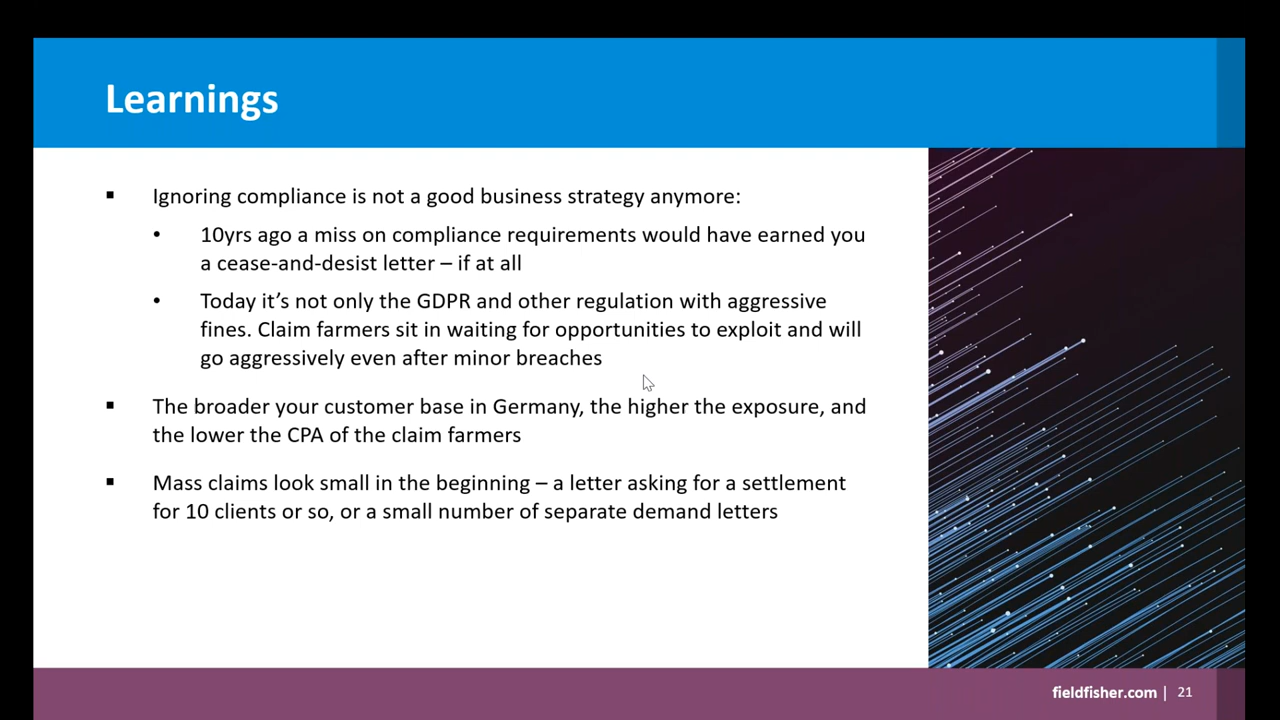 Learnings
▪ Ignoring compliance is not a good business strategy anymore:
• 10yrs ago a miss on compliance requirements would have earned you
a cease-and-desist letter – if at all
• Today it’s not only the GDPR and other regulation with aggressive
fines. Claim farmers sit in waiting for opportunities to exploit and will
go aggressively even after minor breaches
▪ The broader your customer base in Germany, the higher the exposure, and
the lower the CPA of the claim farmers
▪ Mass claims look small in the beginning – a letter asking for a settlement
for 10 clients or so, or a small number of separate demand letters
fieldfisher.com | 21